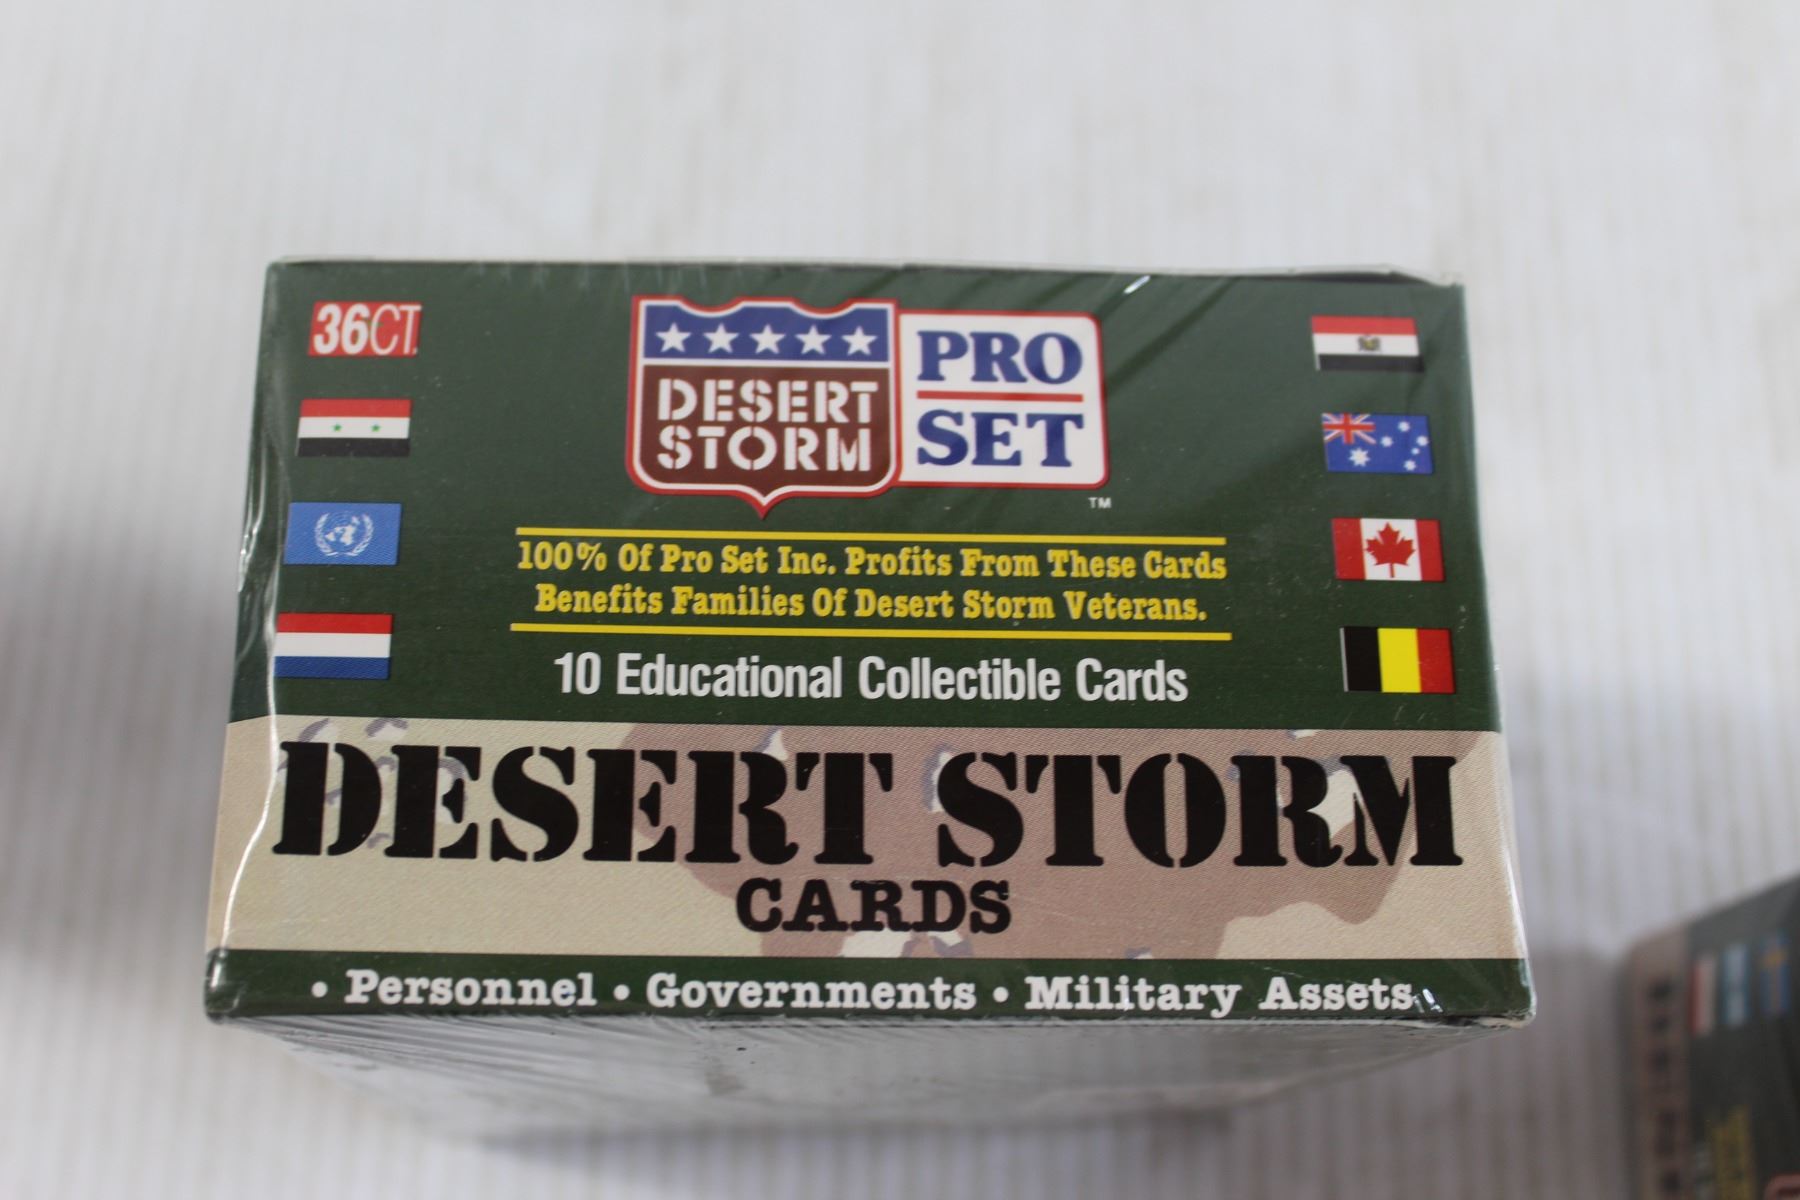 36CT.
DESERT
STORM
PRO
SET
TM
100% Of Pro Set Inc. Profits From These Cards
Benefits Families Of Desert Storm Veterans.
10 Educational Collectible Cards
DESERT STORM
CARDS
• Personnel • Governments • Military Assets